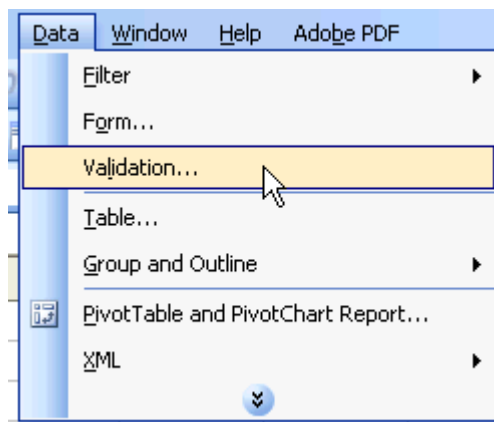 Data Window Help Adobe PDF
Filter
Form...
Validation...
Table...
Group and Outline
PivotTable and PivotChart Report...
XML